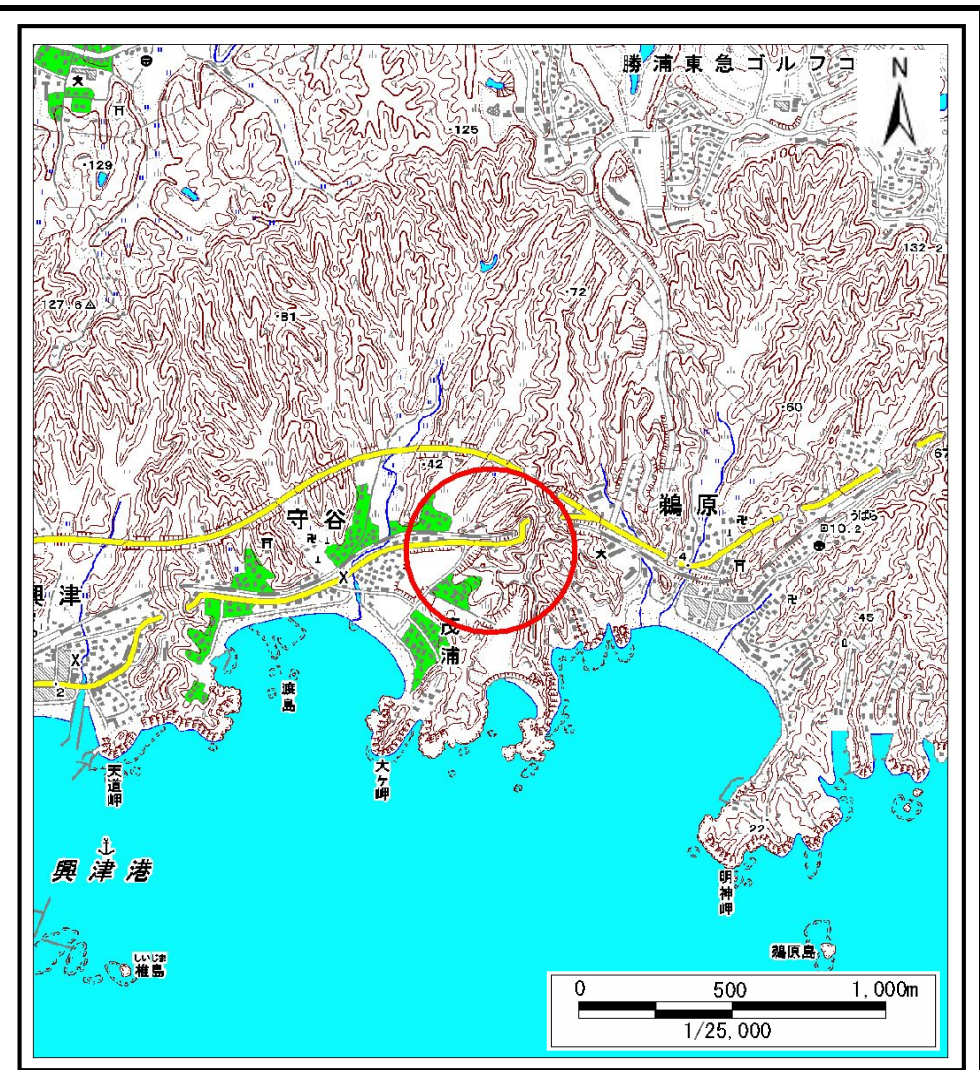 勝浦東急ゴルフコ
N
・125
・129
132-2
・72
127.6
・81
・60
・42
67
守谷
鵜原
うばら
10.2
4
興津
茂浦
・45
2
渡島
大ケ岬
天道岬
22
明神岬
興津港
鵜原島
しいじま
椎島
0 500 1,000m
1/25,000